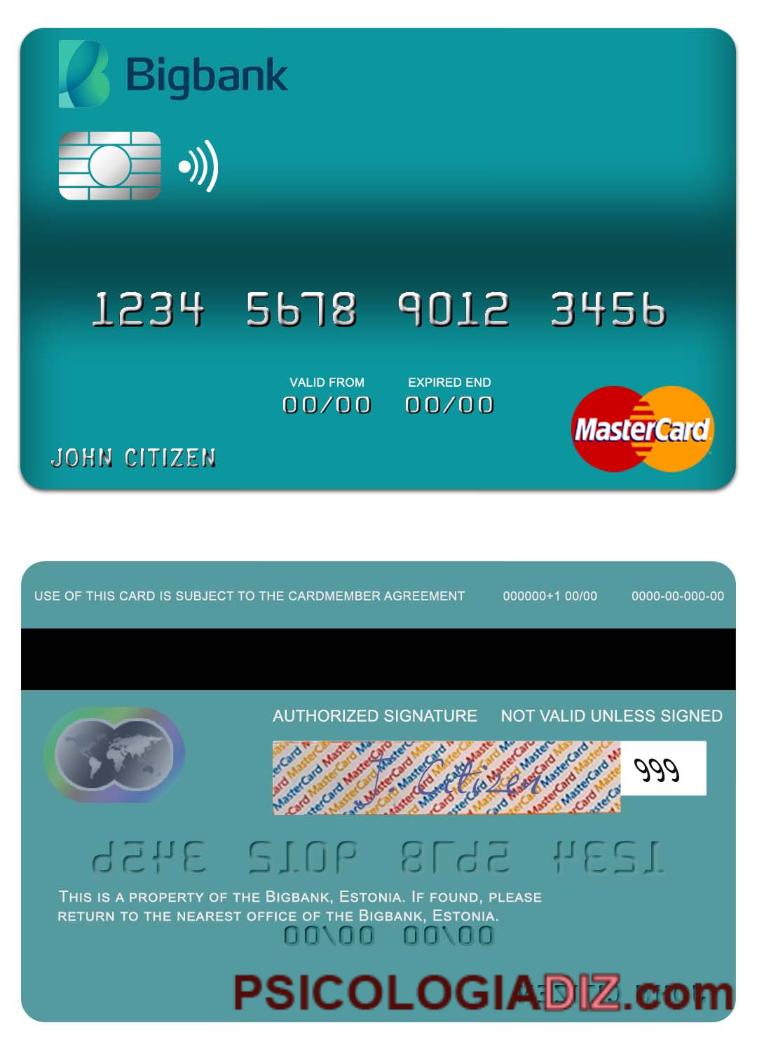 Bigbank
1234 5678 9012 3456
VALID FROM EXPIRED END
00/00 00/00
JOHN CITIZEN
MasterCard
USE OF THIS CARD IS SUBJECT TO THE CARDMEMBER AGREEMENT 000000+1 00/00 0000-00-000-00
AUTHORIZED SIGNATURE NOT VALID UNLESS SIGNED
J. Citizen 999
THIS IS A PROPERTY OF THE BIGBANK, ESTONIA. IF FOUND, PLEASE
RETURN TO THE NEAREST OFFICE OF THE BIGBANK, ESTONIA.
00/00 00/00
PSICOLOGIADIZ.com